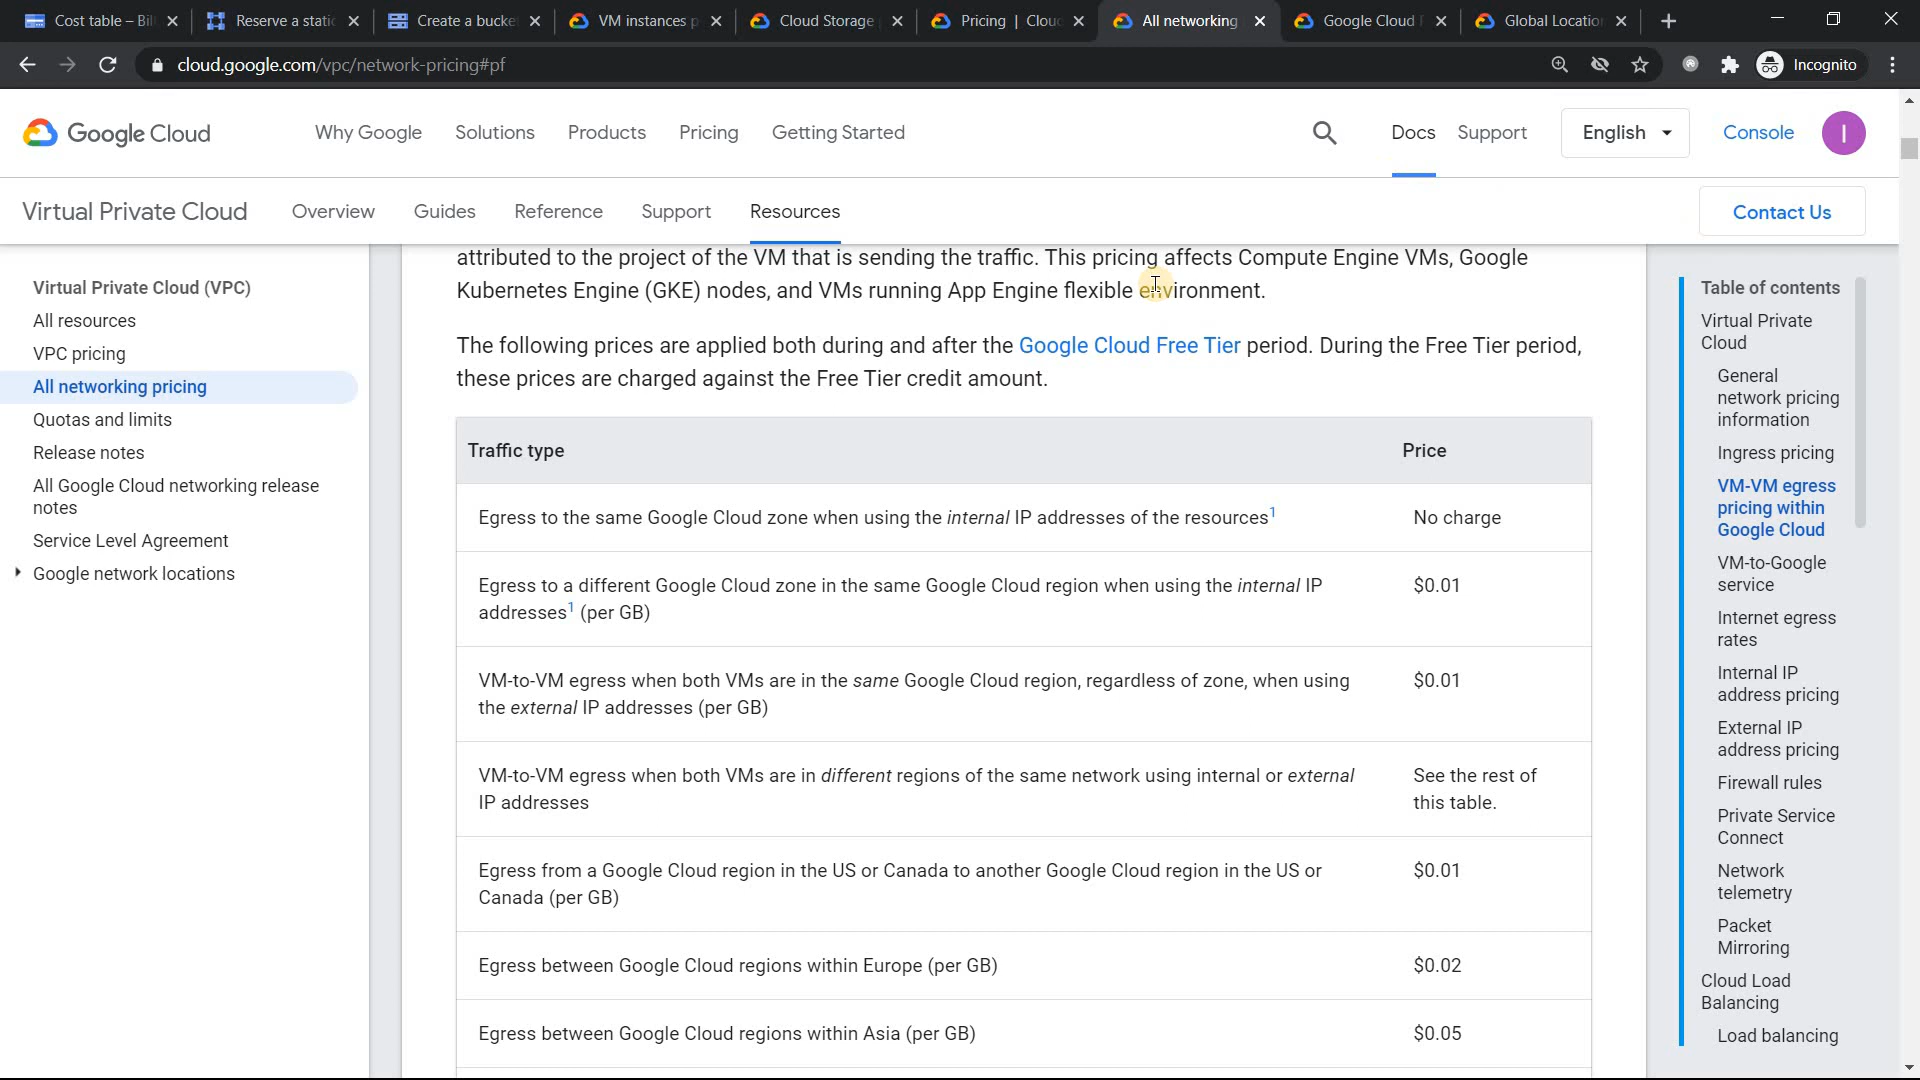 Cost table – Bil
Reserve a static
Create a bucket
VM instances p
Cloud Storage
Pricing | Clou
All networking
Google Cloud
Global Locatio
cloud.google.com/vpc/network-pricing#pf
Incognito
Google Cloud
Why Google
Solutions
Products
Pricing
Getting Started
Docs
Support
English
Console
I
Virtual Private Cloud
Overview
Guides
Reference
Support
Resources
Contact Us
Virtual Private Cloud (VPC)
All resources
VPC pricing
All networking pricing
Quotas and limits
Release notes
All Google Cloud networking release
notes
Service Level Agreement
Google network locations
attributed to the project of the VM that is sending the traffic. This pricing affects Compute Engine VMs, Google
Kubernetes Engine (GKE) nodes, and VMs running App Engine flexible environment.
The following prices are applied both during and after the Google Cloud Free Tier period. During the Free Tier period,
these prices are charged against the Free Tier credit amount.
Traffic type Price
Egress to the same Google Cloud zone when using the internal IP addresses of the resources1 No charge
Egress to a different Google Cloud zone in the same Google Cloud region when using the internal IP $0.01
addresses1 (per GB)
VM-to-VM egress when both VMs are in the same Google Cloud region, regardless of zone, when using $0.01
the external IP addresses (per GB)
VM-to-VM egress when both VMs are in different regions of the same network using internal or external See the rest of
IP addresses this table.
Egress from a Google Cloud region in the US or Canada to another Google Cloud region in the US or $0.01
Canada (per GB)
Egress between Google Cloud regions within Europe (per GB) $0.02
Egress between Google Cloud regions within Asia (per GB) $0.05
Table of contents
Virtual Private
Cloud
General
network pricing
information
Ingress pricing
VM-VM egress
pricing within
Google Cloud
VM-to-Google
service
Internet egress
rates
Internal IP
address pricing
External IP
address pricing
Firewall rules
Private Service
Connect
Network
telemetry
Packet
Mirroring
Cloud Load
Balancing
Load balancing